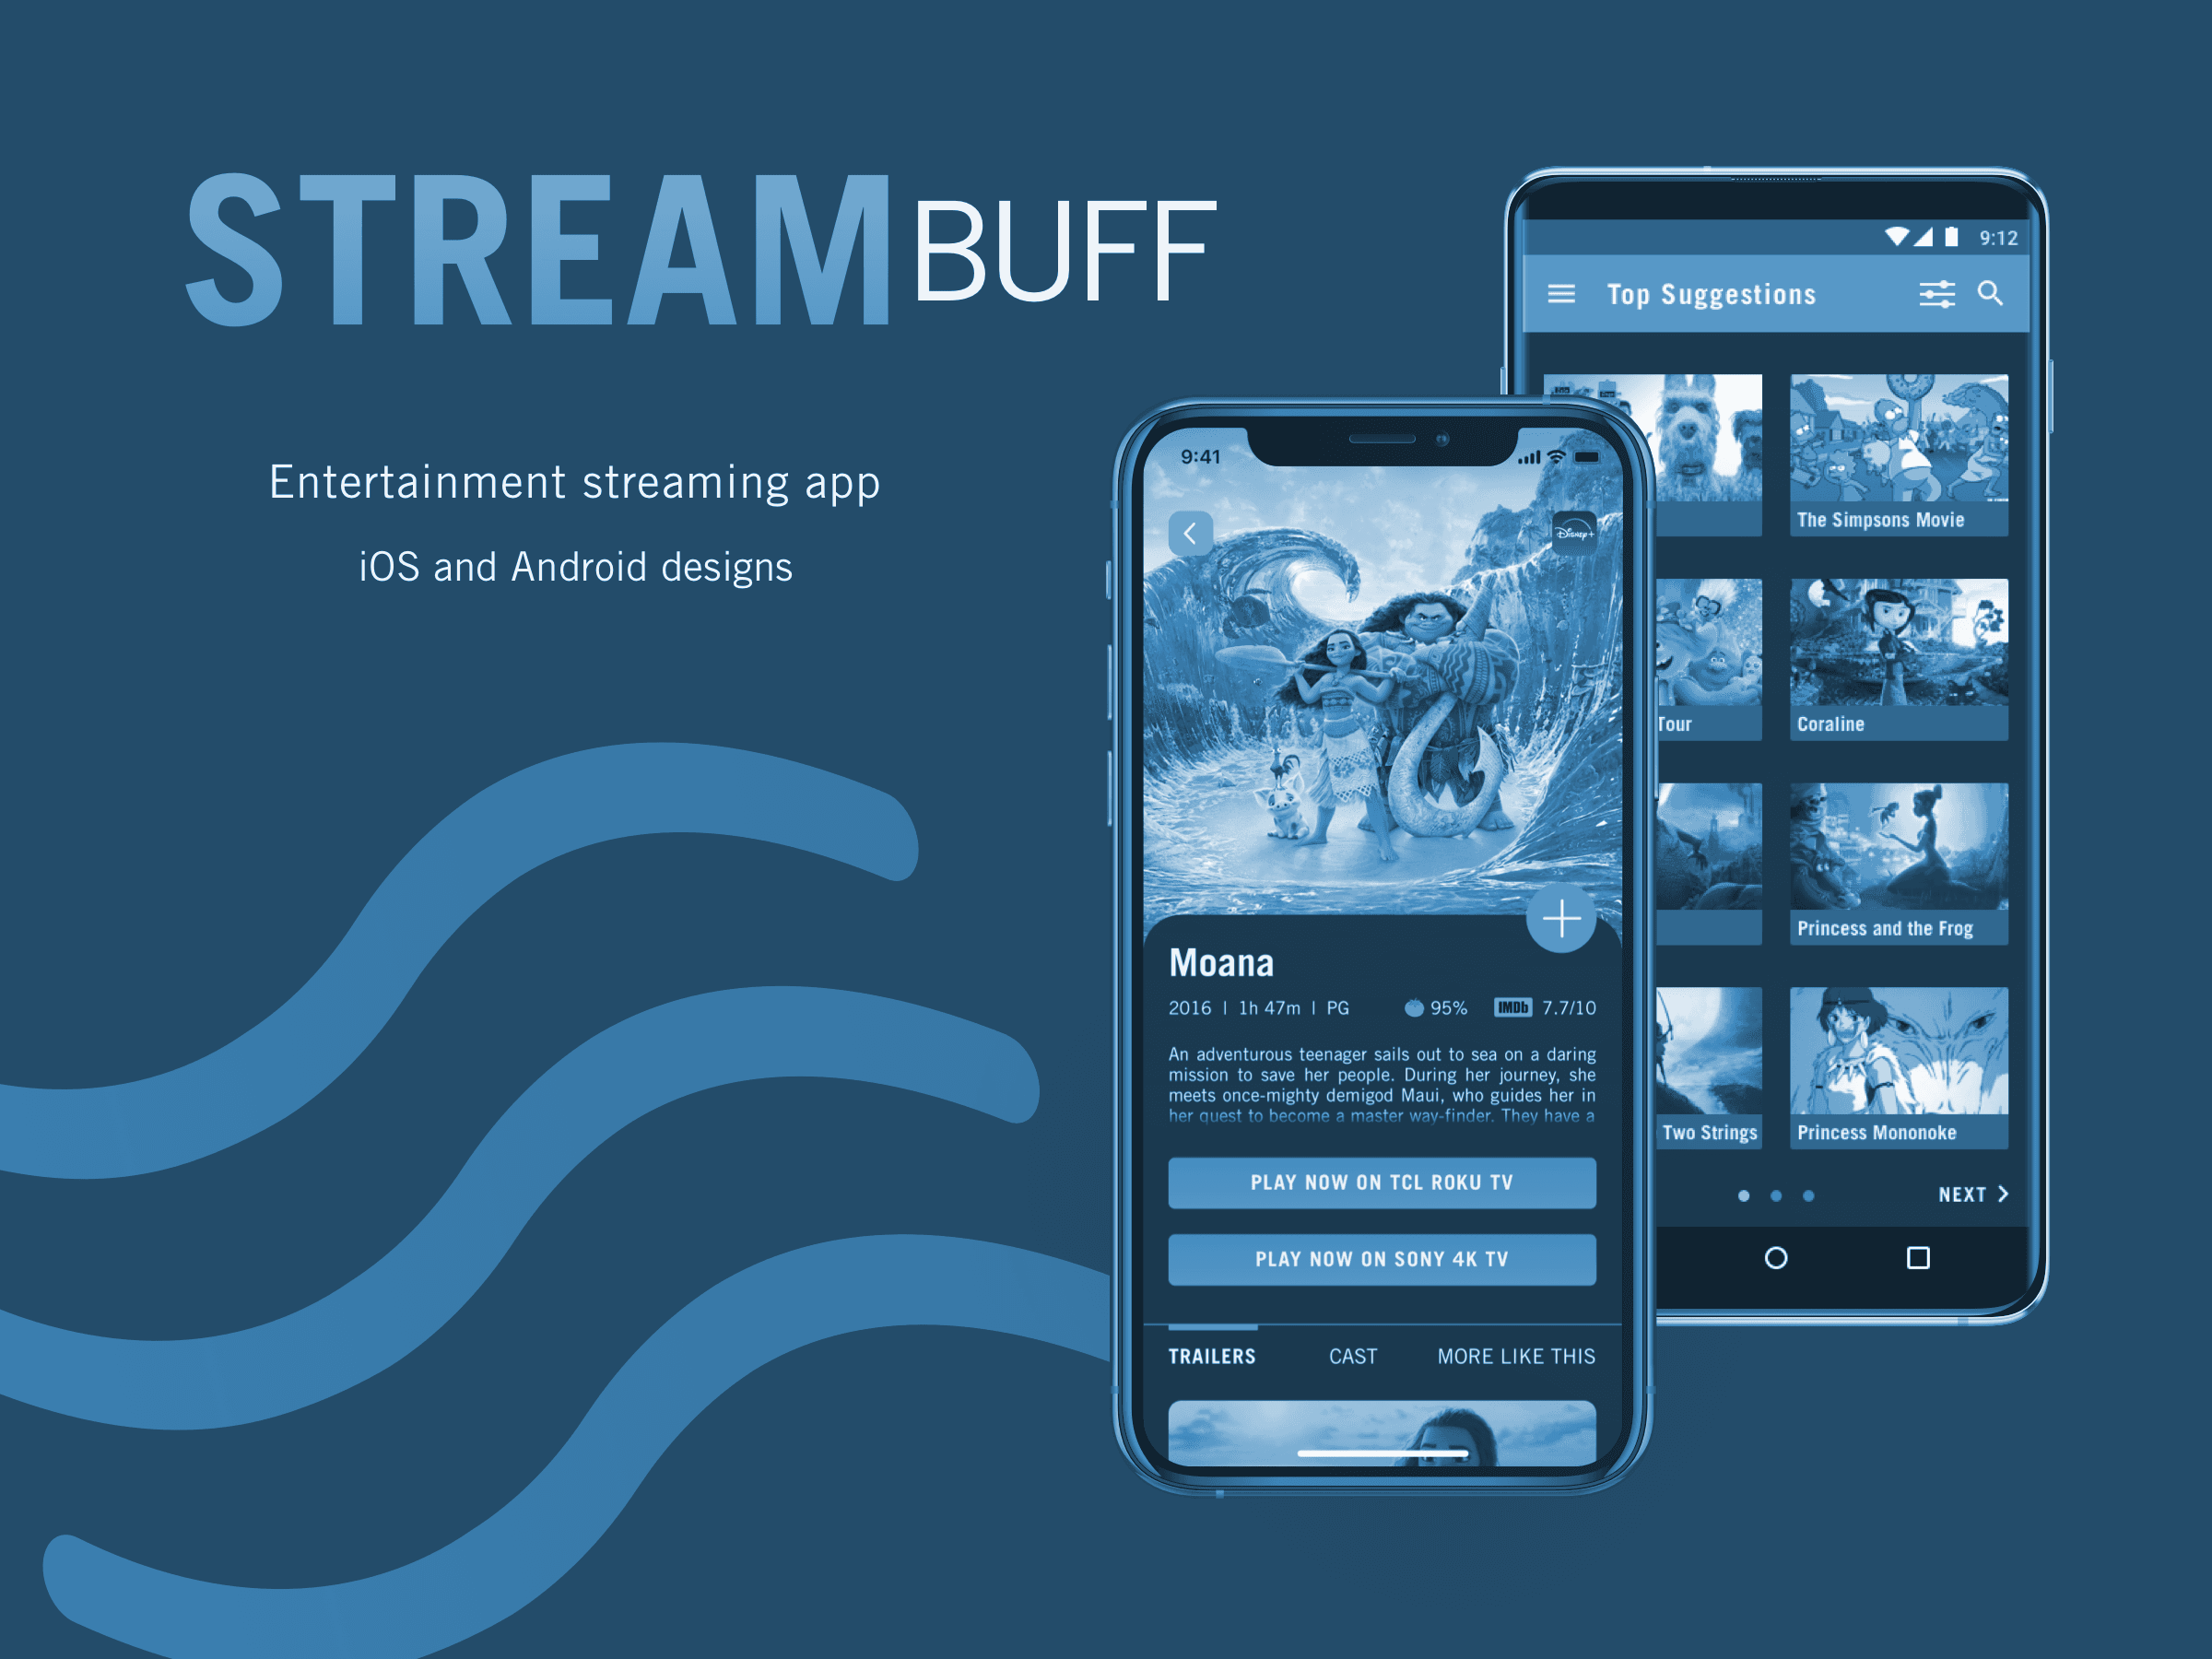 STREAM BUFF
Entertainment streaming app
iOS and Android designs
9:41
Disney+
Moana
2016 | 1h 47m | PG 95% IMDb 7.7/10
An adventurous teenager sails out to sea on a daring
mission to save her people. During her journey, she
meets once-mighty demigod Maui, who guides her in
her quest to become a master way-finder. They have a
PLAY NOW ON TCL ROKU TV
PLAY NOW ON SONY 4K TV
TRAILERS CAST MORE LIKE THIS
9:12
Top Suggestions
The Simpsons Movie
Tour Coraline
Princess and the Frog
Two Strings Princess Mononoke
NEXT